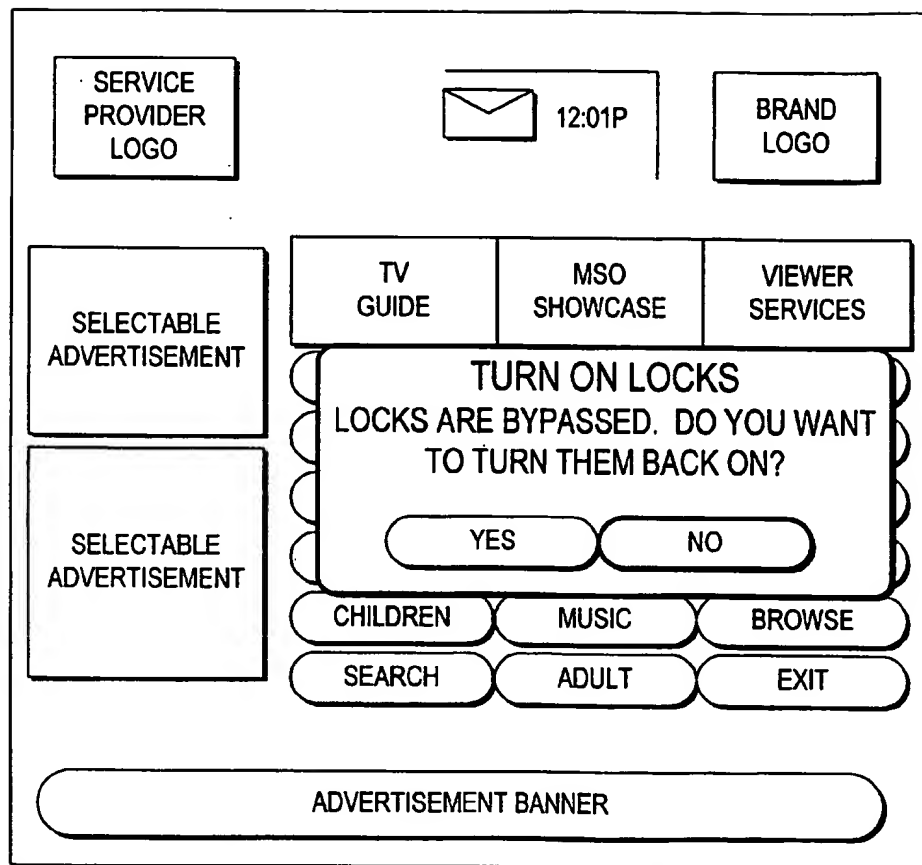 SERVICE
PROVIDER
LOGO
12:01P
BRAND
LOGO
SELECTABLE
ADVERTISEMENT
TV
GUIDE
MSO
SHOWCASE
VIEWER
SERVICES
TURN ON LOCKS
LOCKS ARE BYPASSED. DO YOU WANT
TO TURN THEM BACK ON?
YES
NO
SELECTABLE
ADVERTISEMENT
CHILDREN
MUSIC
BROWSE
SEARCH
ADULT
EXIT
ADVERTISEMENT BANNER